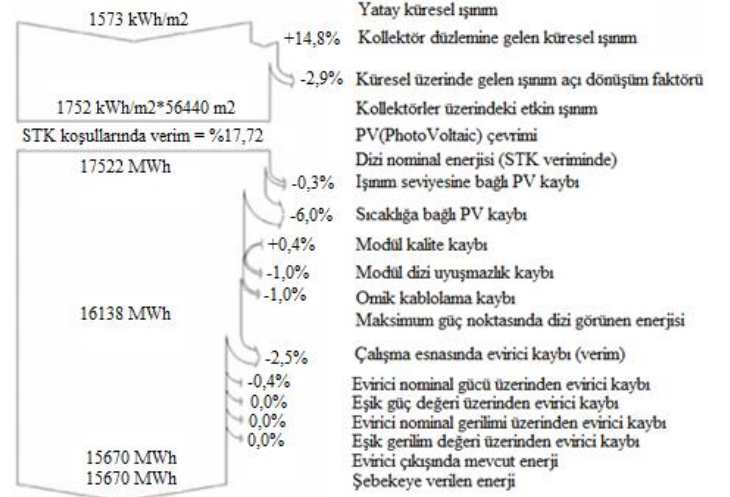 1573 kWh/m2
Yatay küresel ışınım
+14,8% Kollektör düzlemine gelen küresel ışınım
-2,9% Küresel üzerinde gelen ışınım açı dönüşüm faktörü
1752 kWh/m2*56440 m2 Kollektörler üzerindeki etkin ışınım
STK koşullarında verim = %17,72 PV(PhotoVoltaic) çevrimi
Dizi nominal enerjisi (STK veriminde)
17522 MWh
-0,3% Işınım seviyesine bağlı PV kaybı
-6,0% Sıcaklığa bağlı PV kaybı
+0,4% Modül kalite kaybı
-1,0% Modül dizi uyuşmazlık kaybı
-1,0% Omik kablolama kaybı
16138 MWh Maksimum güç noktasında dizi görünen enerjisi
-2,5% Çalışma esnasında evirici kaybı (verim)
-0,4% Evirici nominal gücü üzerinden evirici kaybı
0,0% Eşik güç değeri üzerinden evirici kaybı
0,0% Evirici nominal gerilimi üzerinden evirici kaybı
0,0% Eşik gerilim değeri üzerinden evirici kaybı
15670 MWh Evirici çıkışında mevcut enerji
15670 MWh Şebekeye verilen enerji